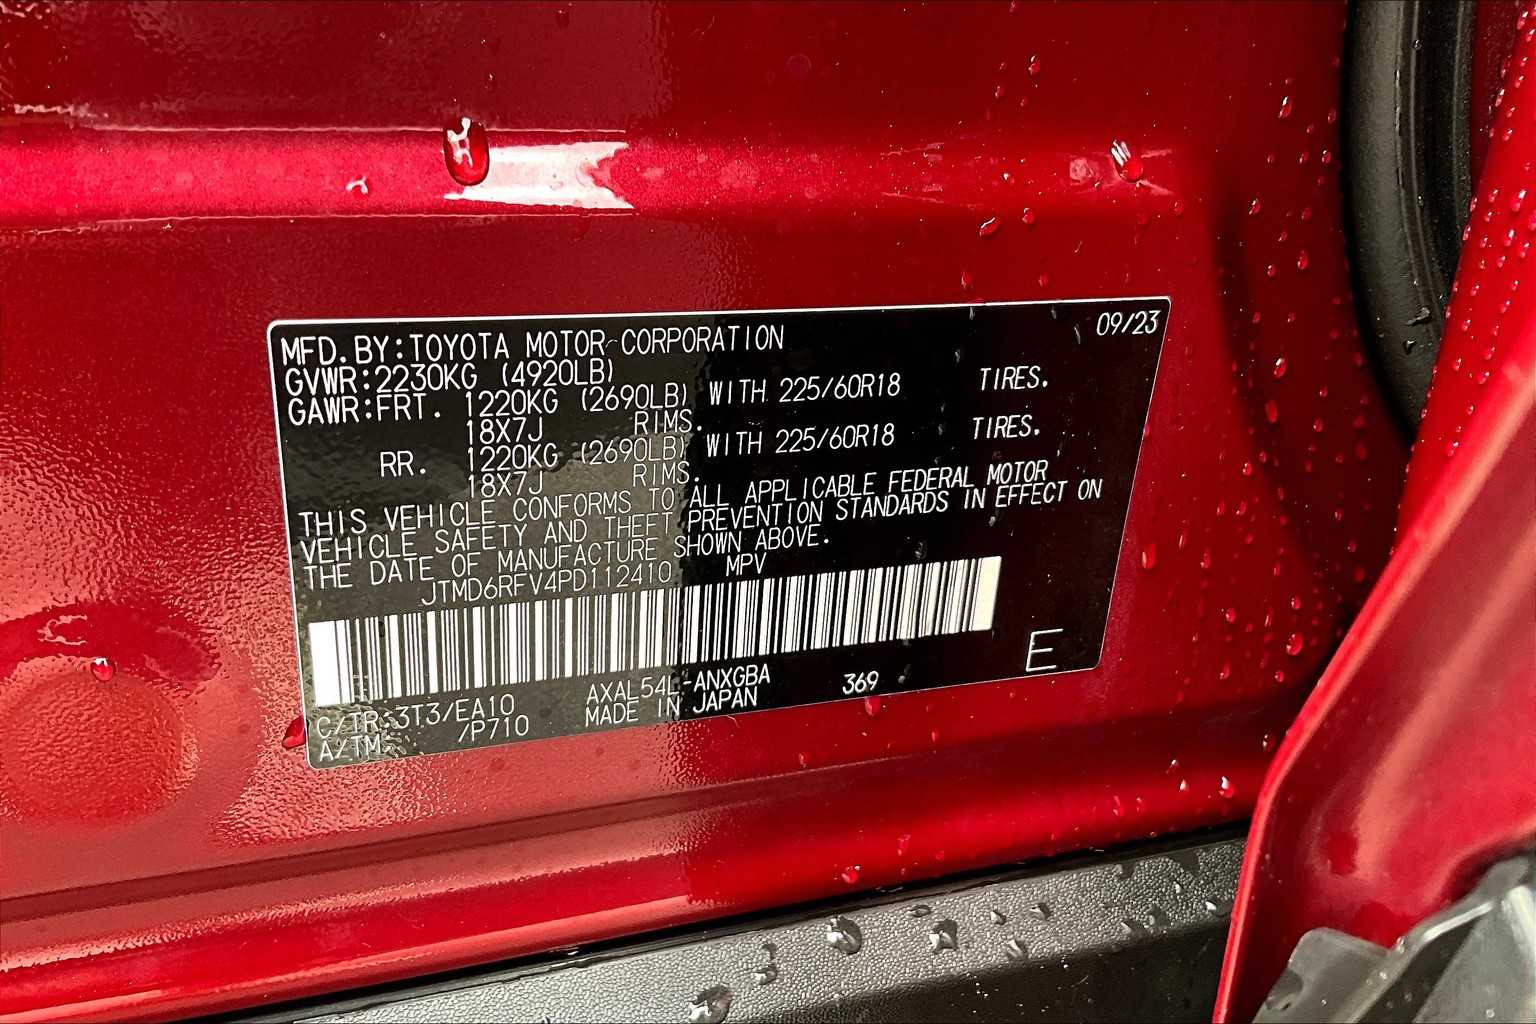 MFD.BY:TOYOTA MOTOR CORPORATION 09/23
GVWR:2230KG (4920LB)
GAWR:FRT. 1220KG (2690LB) WITH 225/60R18 TIRES.
18X7J RIMS.
RR. 1220KG (2690LB) WITH 225/60R18 TIRES.
18X7J RIMS.
THIS VEHICLE CONFORMS TO ALL APPLICABLE FEDERAL MOTOR
VEHICLE SAFETY AND THEFT PREVENTION STANDARDS IN EFFECT ON
THE DATE OF MANUFACTURE SHOWN ABOVE.
JTMD6RFV4PD112410 MPV
E
C/TR:3T3/EA10 AXAL54L-ANXGBA 369
A/TM /P710 MADE IN JAPAN